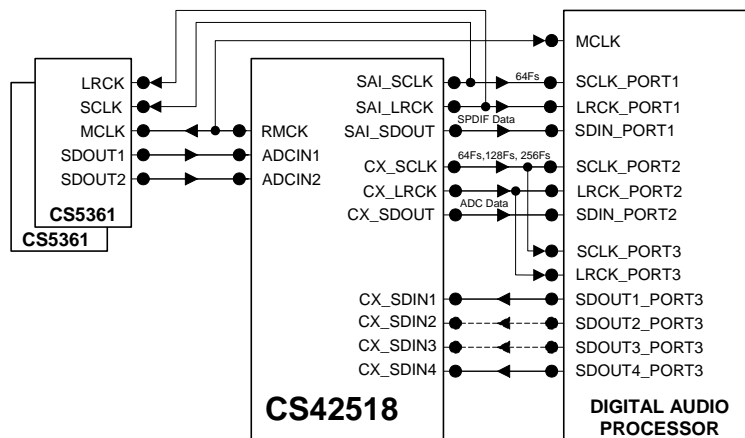 LRCK
SCLK
MCLK
SDOUT1
SDOUT2
CS5361
CS5361
RMCK
ADCIN1
ADCIN2
SAI_SCLK
SAI_LRCK
SAI_SDOUT
CX_SCLK
CX_LRCK
CX_SDOUT
CX_SDIN1
CX_SDIN2
CX_SDIN3
CX_SDIN4
CS42518
64Fs
SPDIF Data
64Fs,128Fs, 256Fs
ADC Data
MCLK
SCLK_PORT1
LRCK_PORT1
SDIN_PORT1
SCLK_PORT2
LRCK_PORT2
SDIN_PORT2
SCLK_PORT3
LRCK_PORT3
SDOUT1_PORT3
SDOUT2_PORT3
SDOUT3_PORT3
SDOUT4_PORT3
DIGITAL AUDIO
PROCESSOR